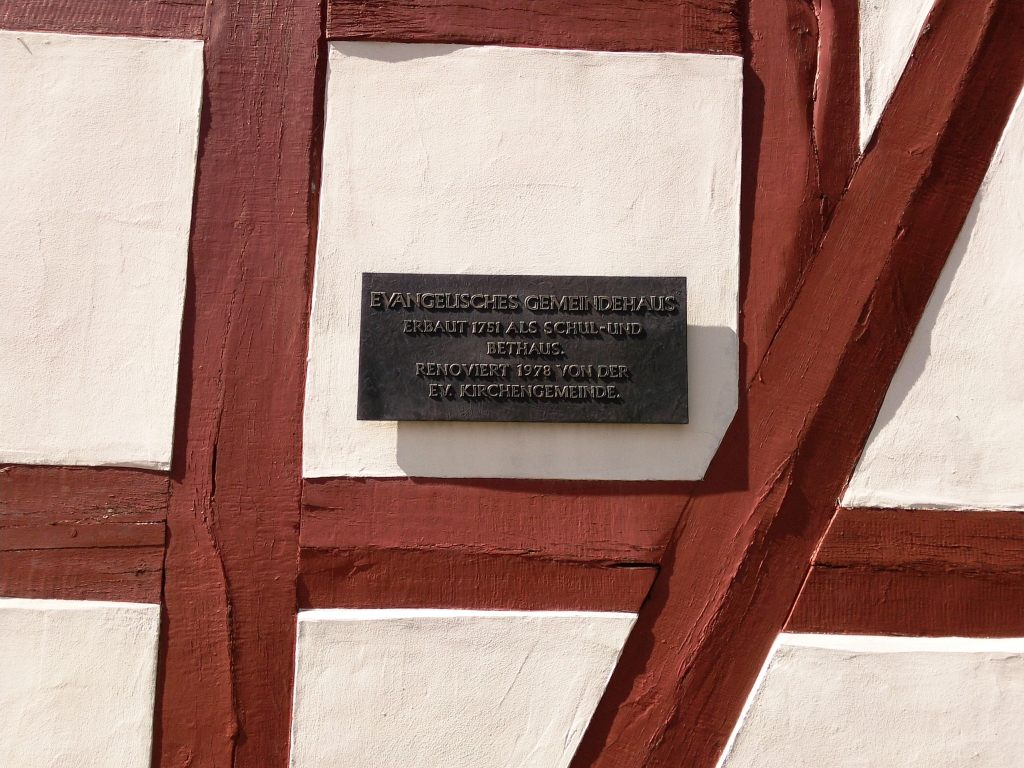 EVANGELISCHES GEMEINDEHAUS
ERBAUT 1751 ALS SCHUL-UND
BETHAUS.
RENOVIERT 1978 VON DER
EV. KIRCHENGEMEINDE.